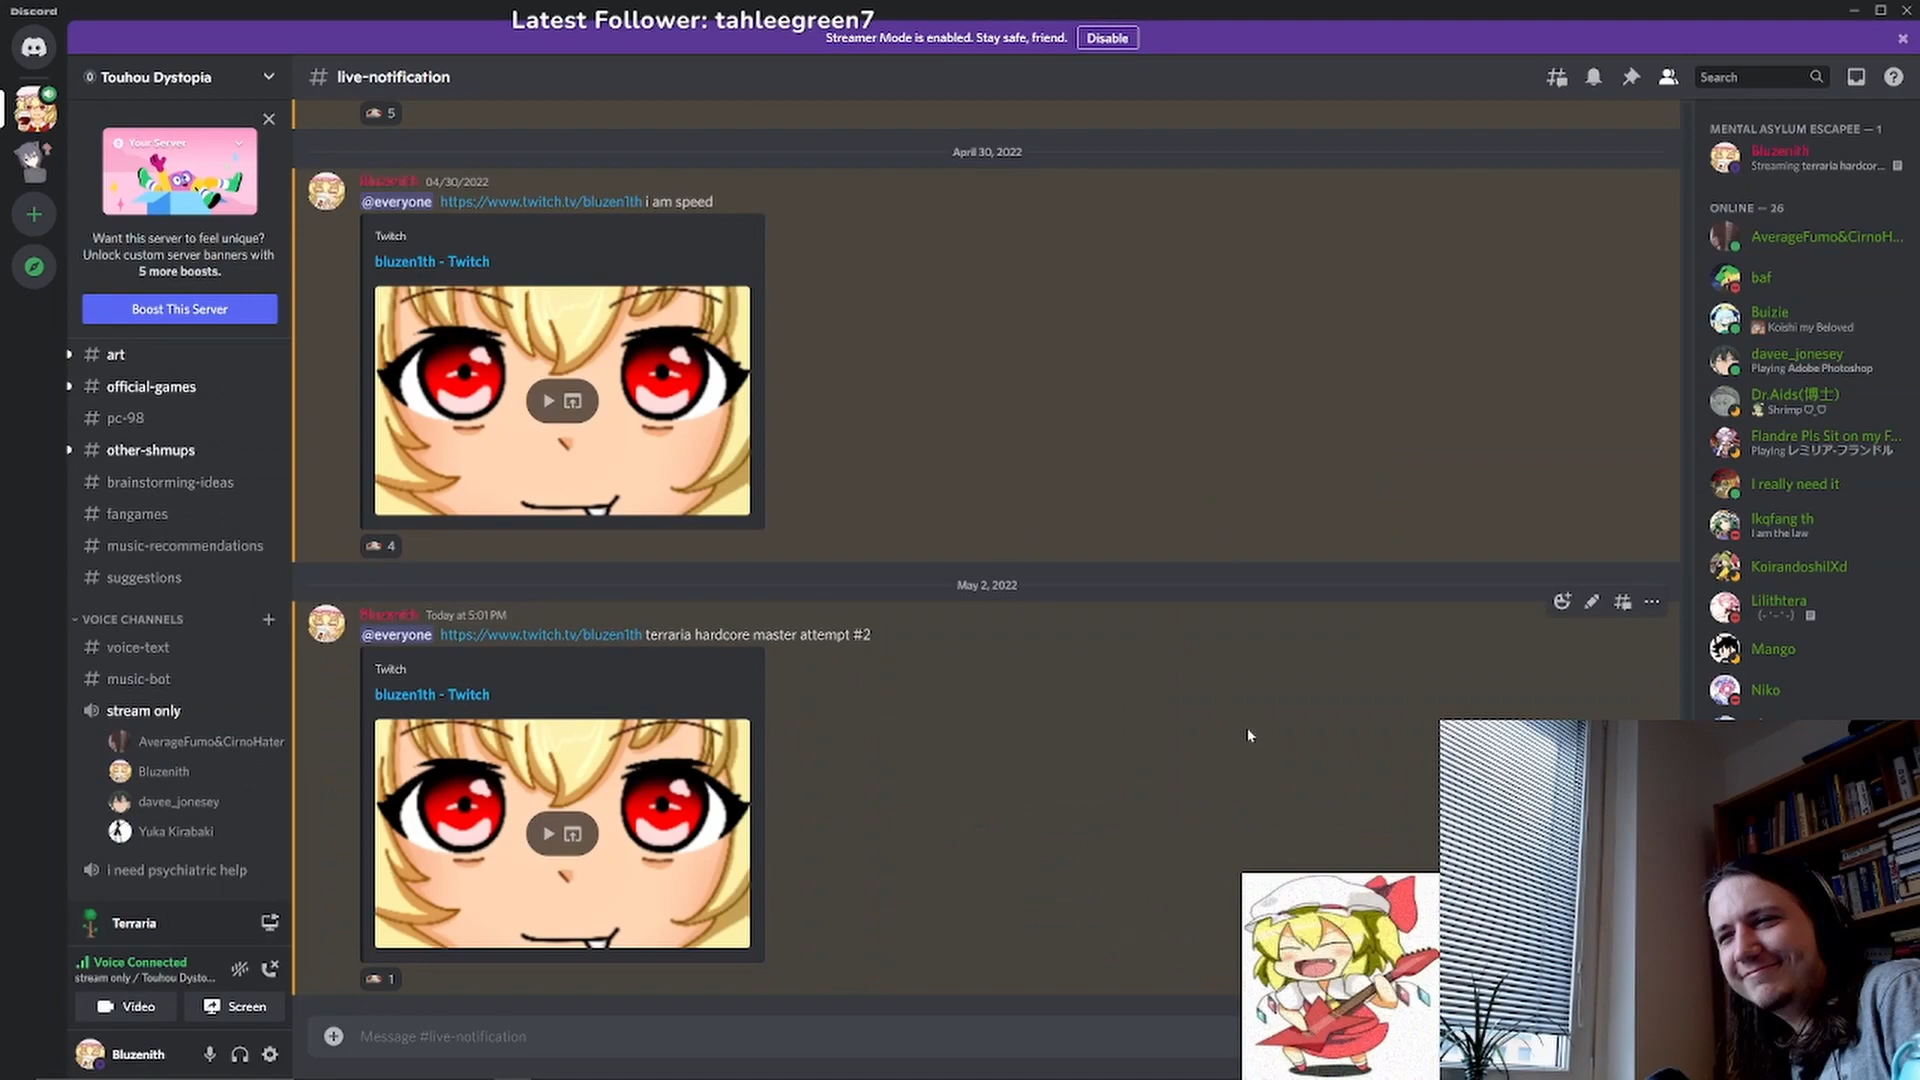 Discord
Latest Follower: tahleegreen7
Streamer Mode is enabled. Stay safe, friend.
Disable
Touhou Dystopia
Your Server
Want this server to feel unique?
Unlock custom server banners with
5 more boosts.
Boost This Server
art
official-games
pc-98
other-shmups
brainstorming-ideas
fangames
music-recommendations
suggestions
VOICE CHANNELS
voice-text
music-bot
stream only
AverageFumo&CirnoHater
Bluzenith
davee_jonesey
Yuka Kirabaki
i need psychiatric help
Terraria
Voice Connected
stream only / Touhou Dysto...
Video
Screen
Bluzenith
# live-notification
Search
5
April 30, 2022
Bluzenith 04/30/2022
@everyone https://www.twitch.tv/bluzen1th i am speed
Twitch
bluzen1th - Twitch
4
May 2, 2022
Bluzenith Today at 5:01 PM
@everyone https://www.twitch.tv/bluzen1th terraria hardcore master attempt #2
Twitch
bluzen1th - Twitch
1
Message #live-notification
MENTAL ASYLUM ESCAPEE — 1
Bluzenith
Streaming terraria hardcor...
ONLINE — 26
AverageFumo&CirnoH...
baf
Buizie
Koishi my Beloved
davee_jonesey
Playing Adobe Photoshop
Dr.Aids(博士)
Shrimp
Flandre Pls Sit on my F...
Playing レミリア・フランドル
I really need it
Ikqfang th
I am the law
KoirandoshilXd
Lilithtera
Mango
Niko